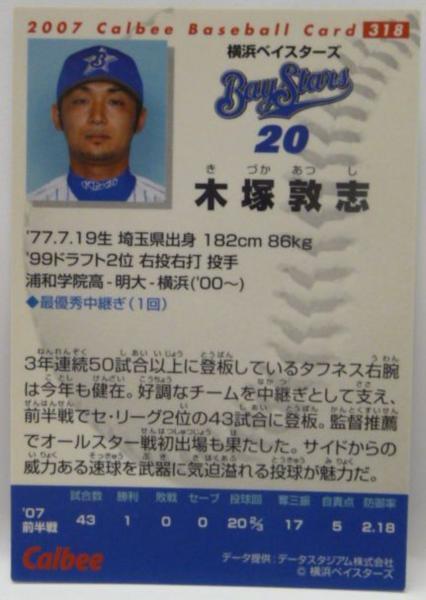 2007 Calbee Baseball Card 318
横浜ベイスターズ
BayStars
20
きづか あつし
木塚敦志
'77.7.19生 埼玉県出身 182cm 86kg
'99ドラフト2位 右投右打 投手
浦和学院高-明大-横浜('00~)
◆最優秀中継ぎ(1回)
3年連続50試合以上に登板しているタフネス右腕
は今年も健在。好調なチームを中継ぎとして支え、
前半戦でセ・リーグ2位の43試合に登板。監督推薦
でオールスター戦初出場も果たした。サイドからの
威力ある速球を武器に気迫溢れる投球が魅力だ。
試合数 勝利 敗戦 セーブ 投球回 奪三振 自責点 防御率
'07前半戦 43 1 0 0 20⅔ 17 5 2.18
Calbee
データ提供:データスタジアム株式会社
© 横浜ベイスターズ